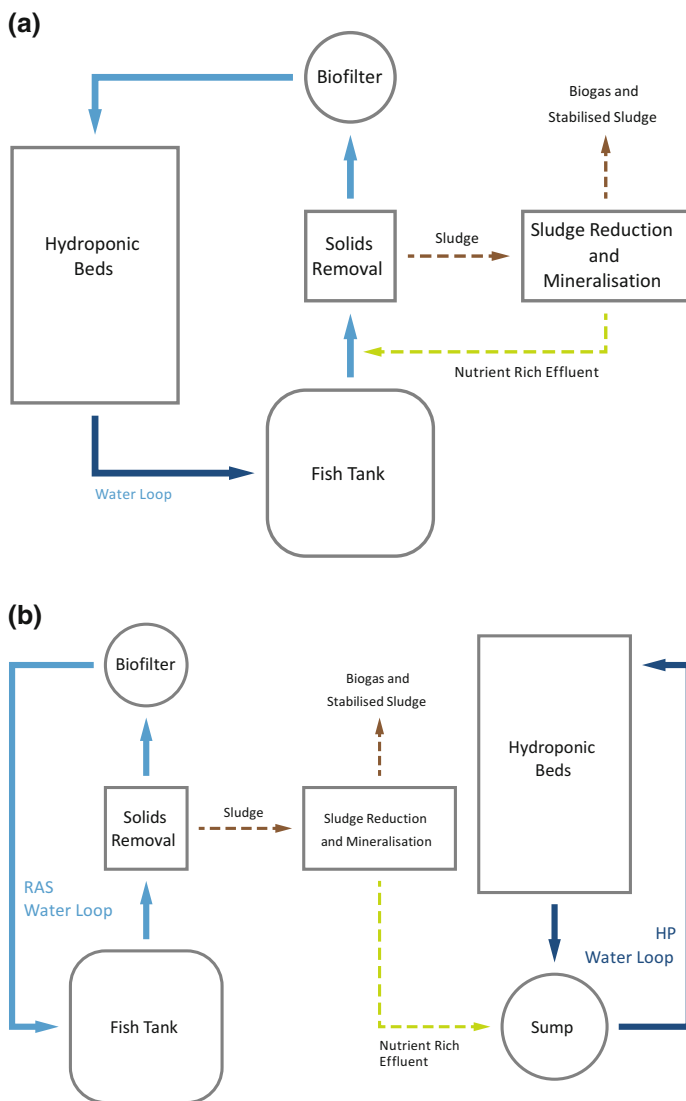 (a)
Biofilter
Biogas and
Stabilised Sludge
Hydroponic
Beds
Solids
Removal
Sludge
Sludge Reduction
and
Mineralisation
Nutrient Rich Effluent
Fish Tank
Water Loop
(b)
Biofilter
Biogas and
Stabilised Sludge
Hydroponic
Beds
Solids
Removal
Sludge
Sludge Reduction
and Mineralisation
RAS
Water Loop
HP
Water Loop
Fish Tank
Sump
Nutrient Rich
Effluent